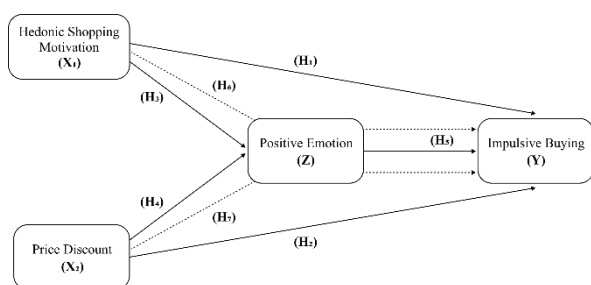 Hedonic Shopping
Motivation
(X₁)
(H₁)
(H₆)
(H₃)
Positive Emotion
(Z)
(H₅)
Impulsive Buying
(Y)
(H₄)
(H₇)
(H₂)
Price Discount
(X₂)